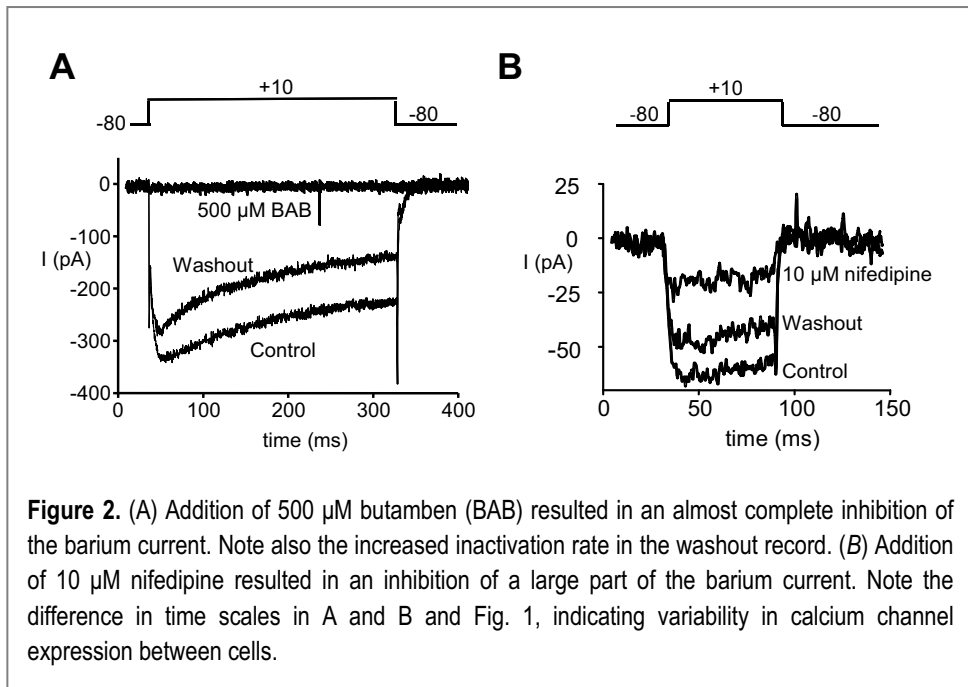 A
+10
-80
-80
0
-100
I (pA)
-200
-300
-400
500 µM BAB
Washout
Control
0 100 200 300 400
time (ms)
B
+10
-80
-80
25
0
I (pA)
-25
-50
10 µM nifedipine
Washout
Control
0 50 100 150
time (ms)
Figure 2. (A) Addition of 500 µM butamben (BAB) resulted in an almost complete inhibition of
the barium current. Note also the increased inactivation rate in the washout record. (B) Addition
of 10 µM nifedipine resulted in an inhibition of a large part of the barium current. Note the
difference in time scales in A and B and Fig. 1, indicating variability in calcium channel
expression between cells.